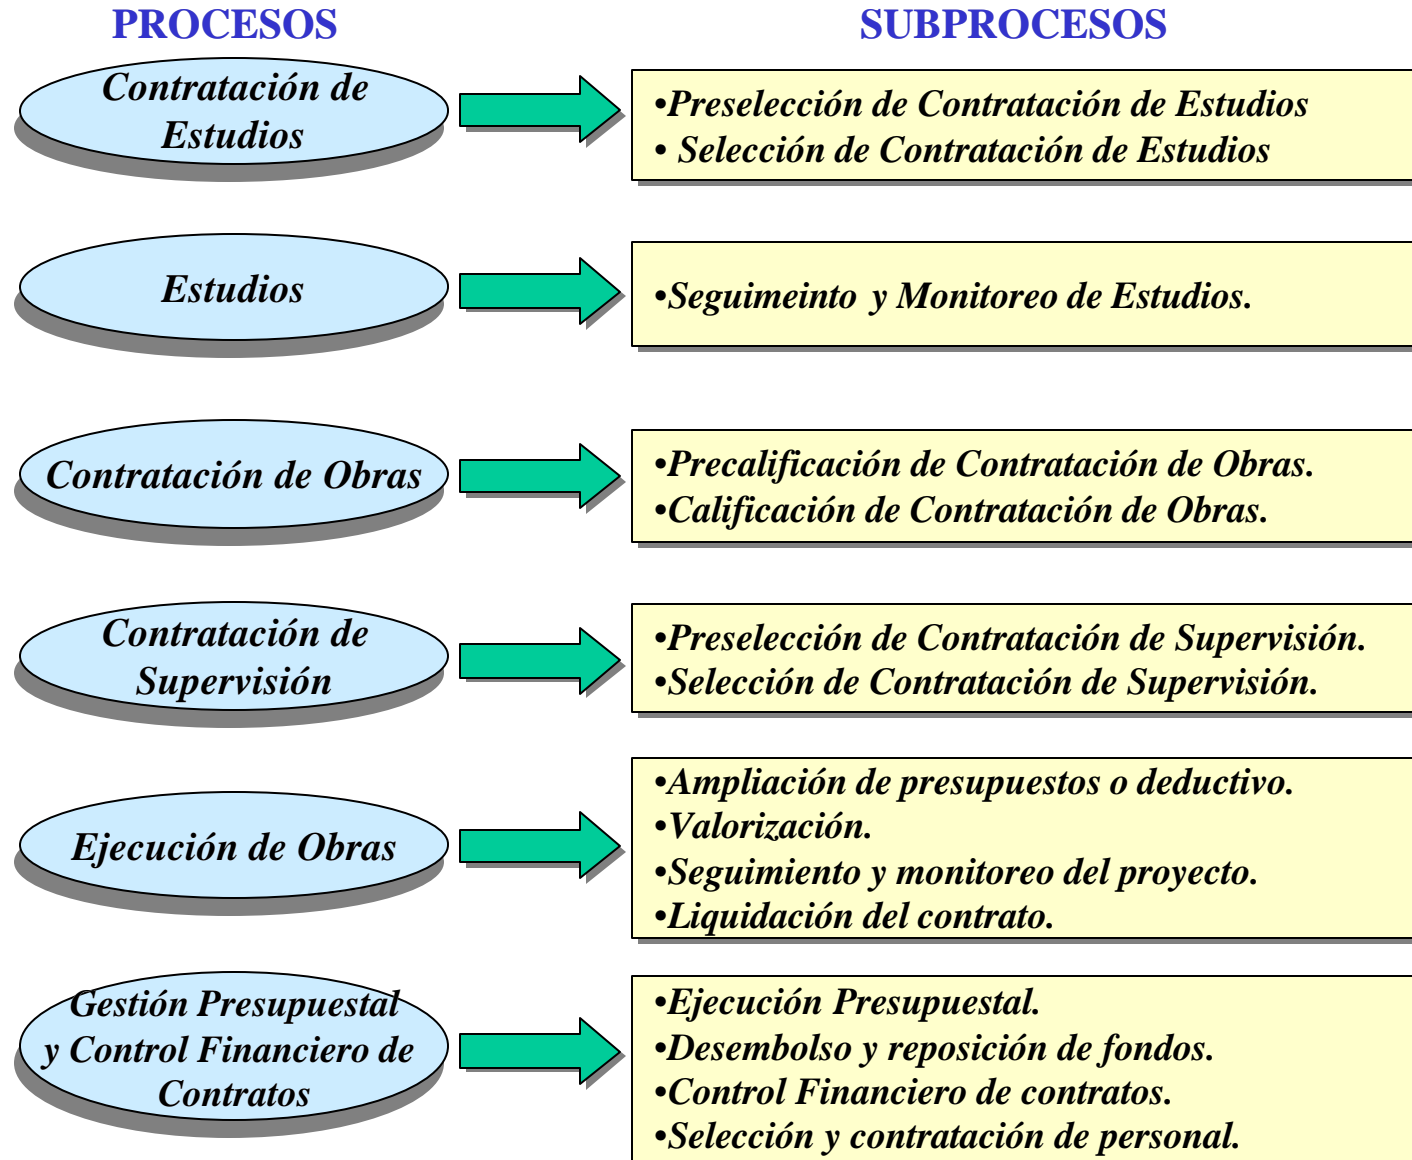 PROCESOS
SUBPROCESOS
Contratación de
Estudios
•Preselección de Contratación de Estudios
• Selección de Contratación de Estudios
Estudios
•Seguimeinto y Monitoreo de Estudios.
Contratación de Obras
•Precalificación de Contratación de Obras.
•Calificación de Contratación de Obras.
Contratación de
Supervisión
•Preselección de Contratación de Supervisión.
•Selección de Contratación de Supervisión.
Ejecución de Obras
•Ampliación de presupuestos o deductivo.
•Valorización.
•Seguimiento y monitoreo del proyecto.
•Liquidación del contrato.
Gestión Presupuestal
y Control Financiero de
Contratos
•Ejecución Presupuestal.
•Desembolso y reposición de fondos.
•Control Financiero de contratos.
•Selección y contratación de personal.